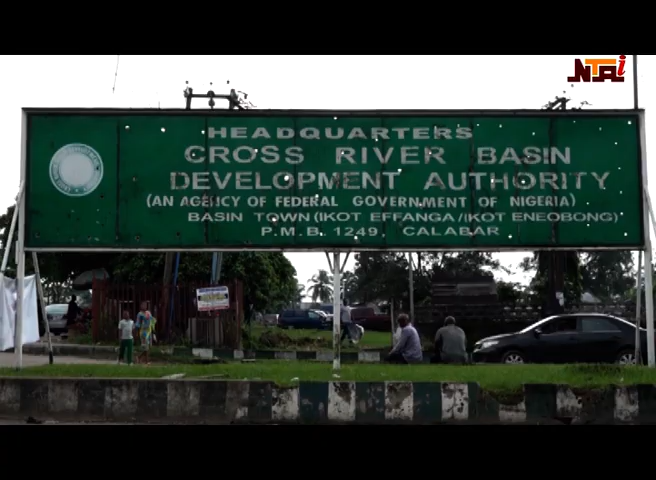 NTAi
HEADQUARTERS
CROSS RIVER BASIN
DEVELOPMENT AUTHORITY
(AN AGENCY OF FEDERAL GOVERNMENT OF NIGERIA)
BASIN TOWN (IKOT EFFANGA/IKOT ENEOBONG)
P.M.B. 1249, CALABAR